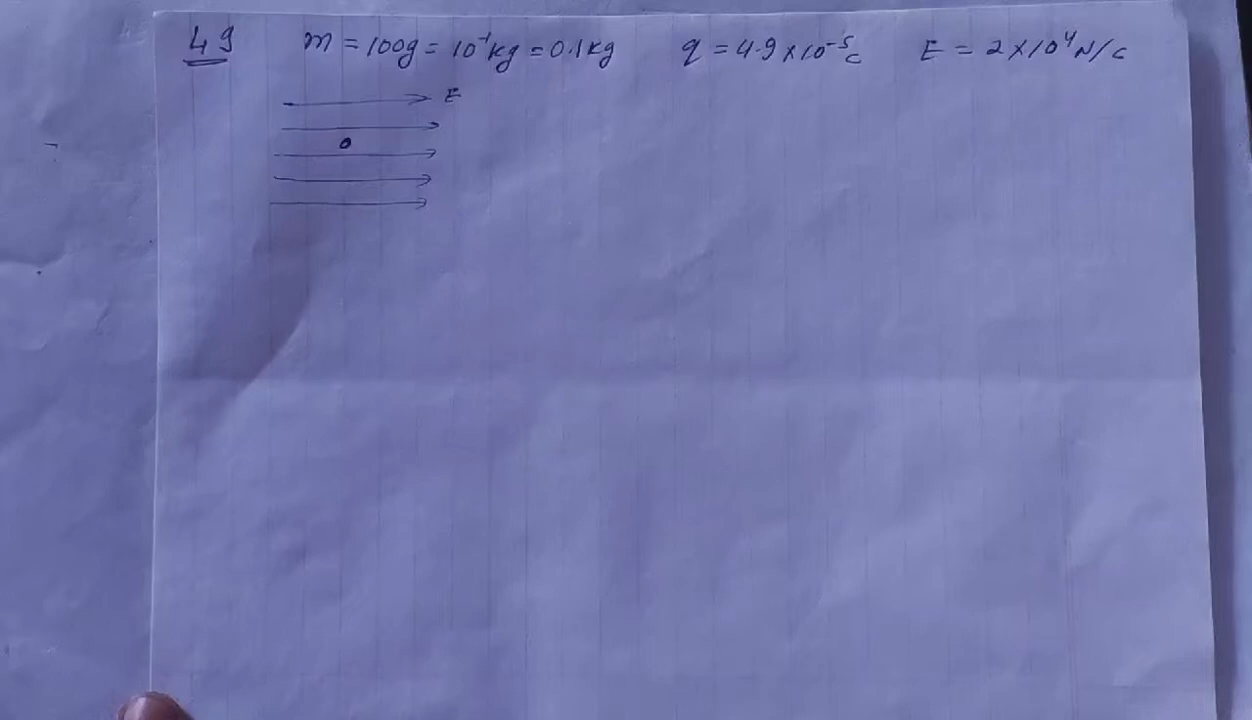 49 m = 100g = 10⁻¹kg = 0.1kg q = 4.9×10⁻⁵c E = 2×10⁴N/C
E